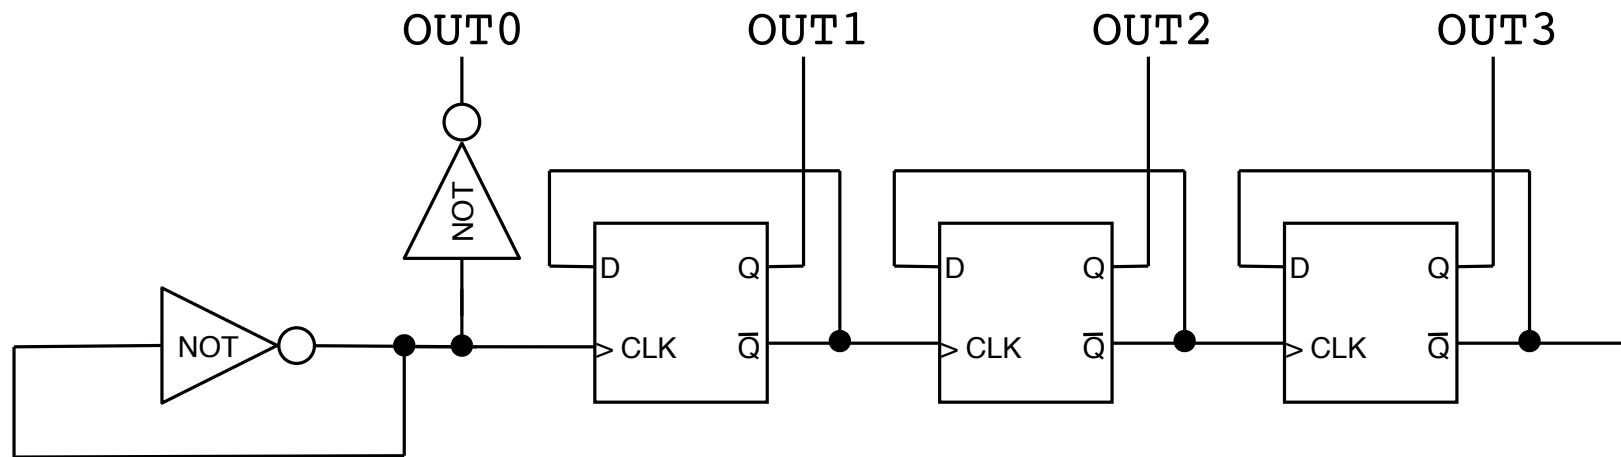 OUT0 OUT1 OUT2 OUT3
NOT
D Q D Q D Q
NOT > CLK Q̅ > CLK Q̅ > CLK Q̅